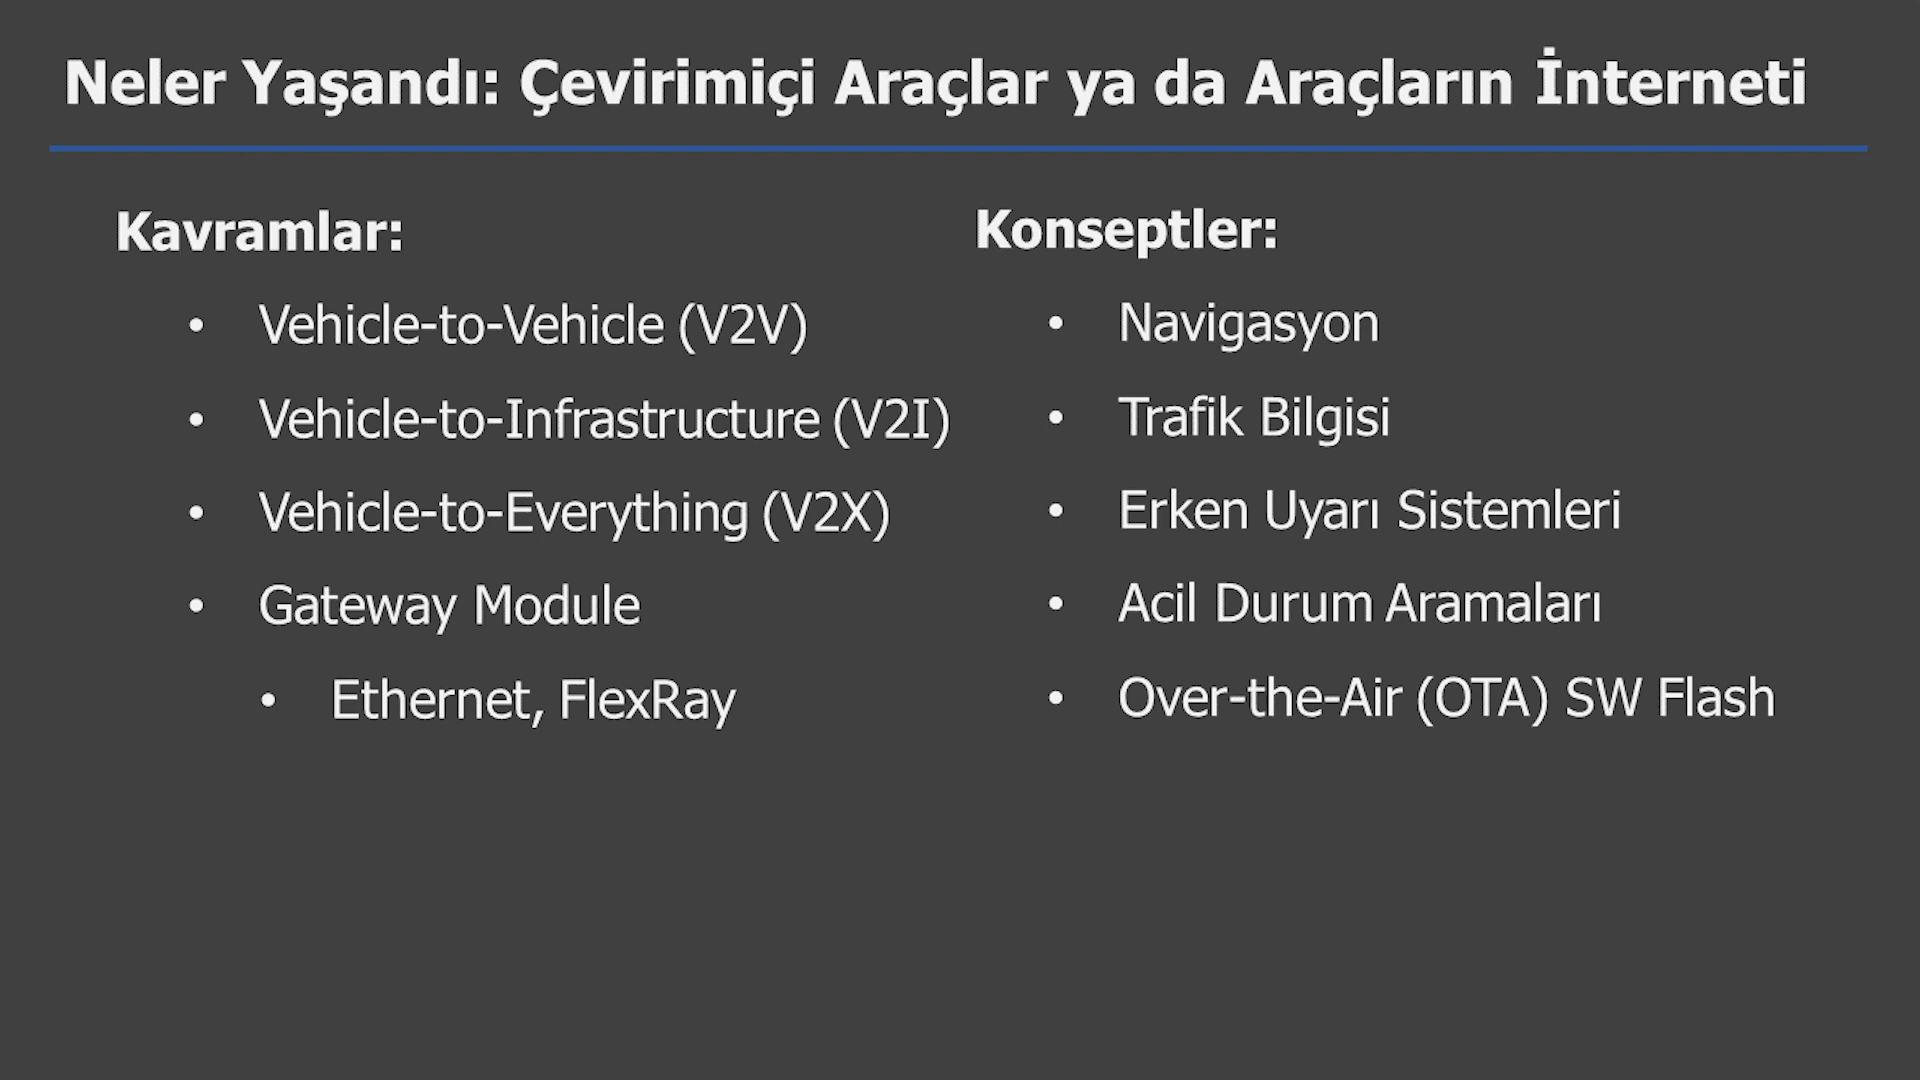 Neler Yaşandı: Çevirimiçi Araçlar ya da Araçların İnterneti
Kavramlar:
• Vehicle-to-Vehicle (V2V)
• Vehicle-to-Infrastructure (V2I)
• Vehicle-to-Everything (V2X)
• Gateway Module
• Ethernet, FlexRay
Konseptler:
• Navigasyon
• Trafik Bilgisi
• Erken Uyarı Sistemleri
• Acil Durum Aramaları
• Over-the-Air (OTA) SW Flash